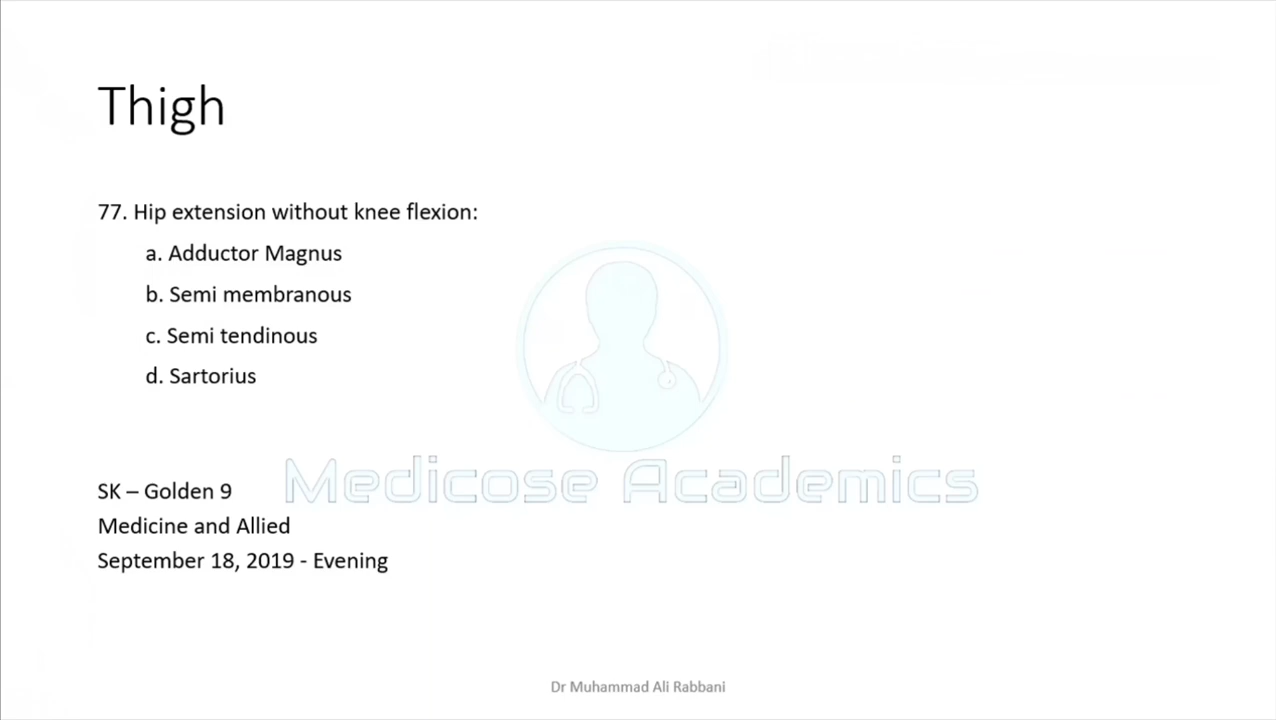 Thigh
77. Hip extension without knee flexion:
a. Adductor Magnus
b. Semi membranous
c. Semi tendinous
d. Sartorius
Medicose Academics
SK – Golden 9
Medicine and Allied
September 18, 2019 - Evening
Dr Muhammad Ali Rabbani